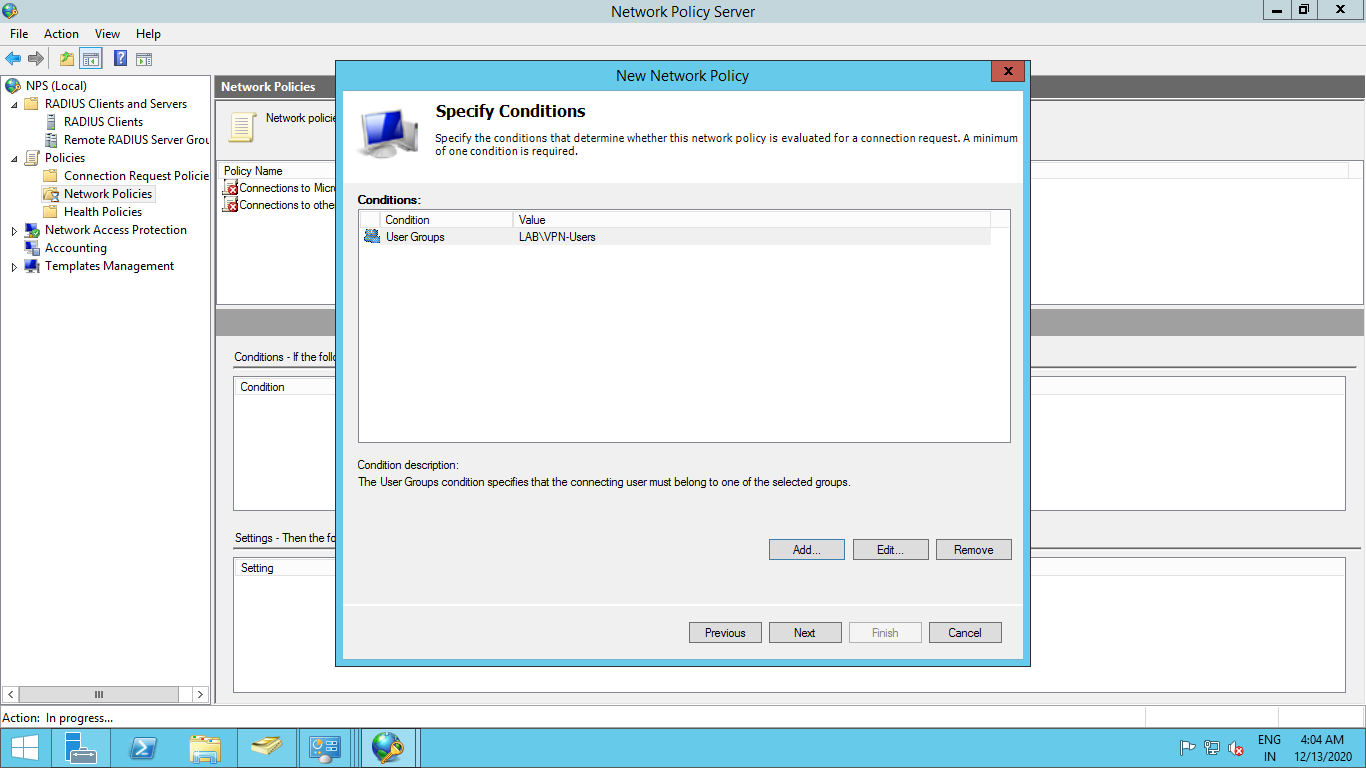 Network Policy Server
File Action View Help
NPS (Local)
RADIUS Clients and Servers
RADIUS Clients
Remote RADIUS Server Grou
Policies
Connection Request Policie
Network Policies
Health Policies
Network Access Protection
Accounting
Templates Management
Network Policies
Network policie
Policy Name
Connections to Micr
Connections to othe
Conditions - If the follo
Condition
Settings - Then the fo
Setting
New Network Policy
X
Specify Conditions
Specify the conditions that determine whether this network policy is evaluated for a connection request. A minimum
of one condition is required.
Conditions:
Condition Value
User Groups LAB\VPN-Users
Condition description:
The User Groups condition specifies that the connecting user must belong to one of the selected groups.
Add... Edit... Remove
Previous Next Finish Cancel
Action: In progress...
ENG 4:04 AM
IN 12/13/2020